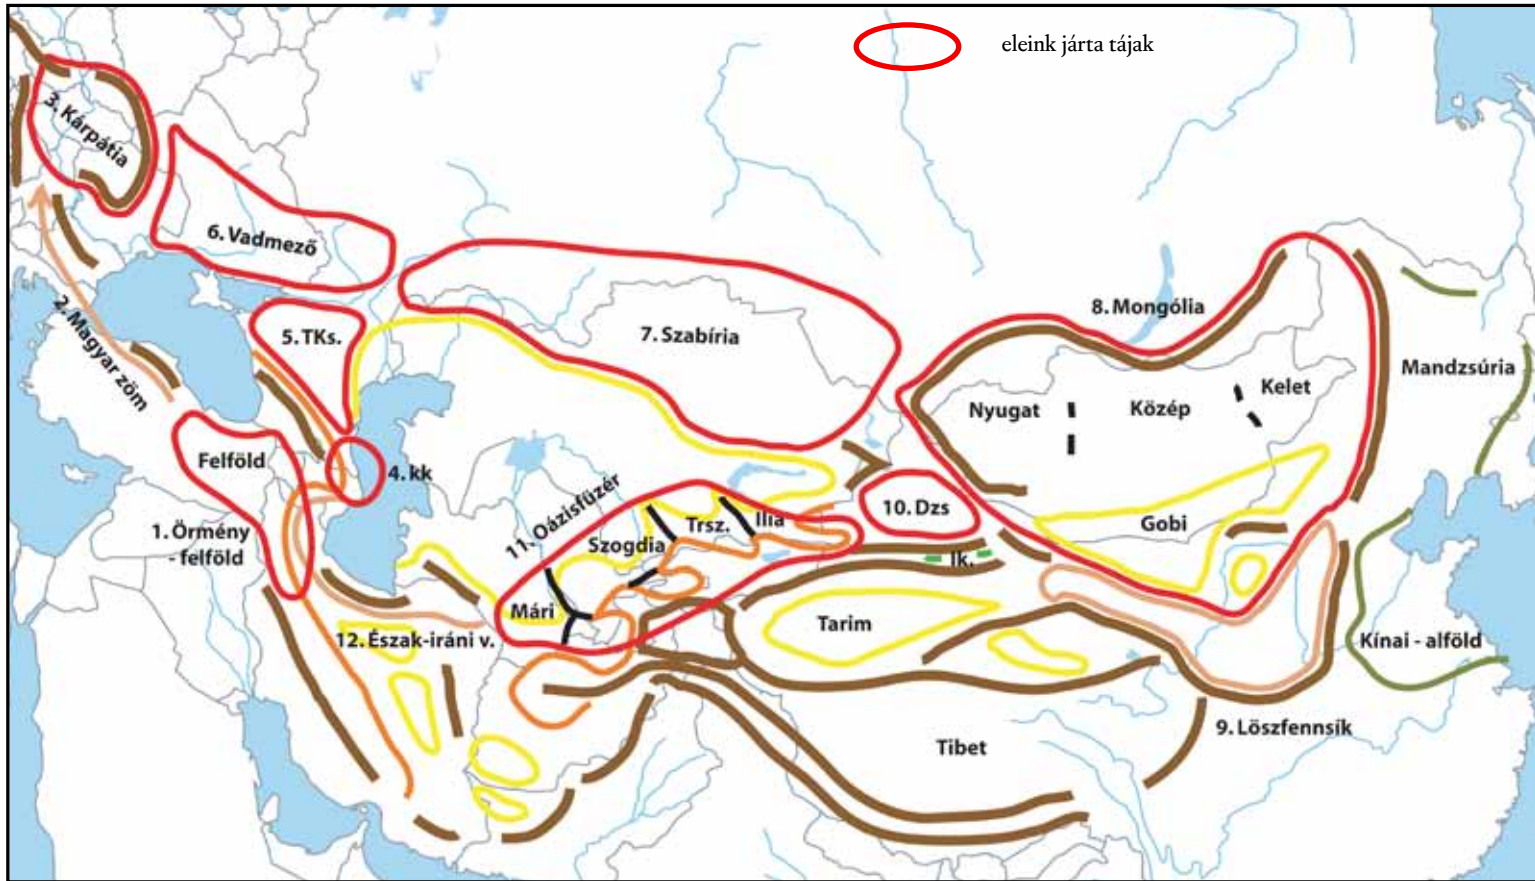 eleink járta tájak
3. Kárpátia
6. Vadmező
2. Magyar zöm
5. TKs.
7. Szabíria
8. Mongólia
Mandzsúria
Nyugat
Közép
Kelet
Felföld
4. kk
1. Örmény
- felföld
11. Oázisfüzér
Szogdia
Trsz.
Ilia
10. Dzs
Gobi
Ik.
Mári
12. Észak-iráni v.
Tarim
Kínai - alföld
Tibet
9. Löszfennsík